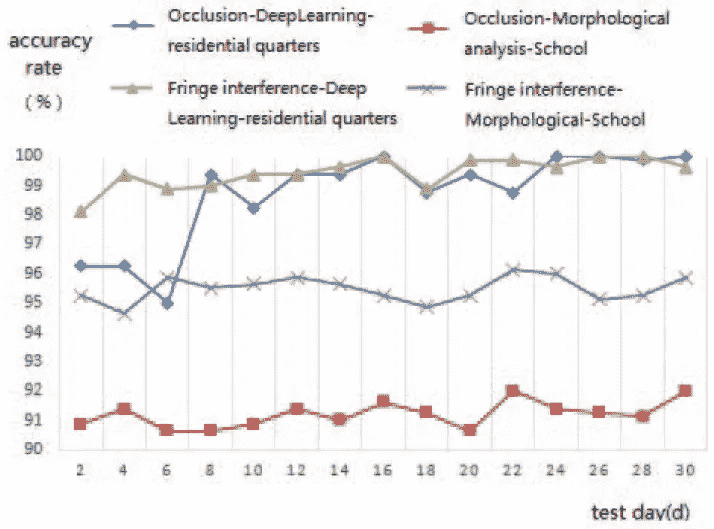 accuracy
rate
( % )
Occlusion-DeepLearning-
residential quarters
Occlusion-Morphological
analysis-School
Fringe interference-Deep
Learning-residential quarters
Fringe interference-
Morphological-School
100
99
98
97
96
95
94
93
92
91
90
2 4 6 8 10 12 14 16 18 20 22 24 26 28 30
test day(d)